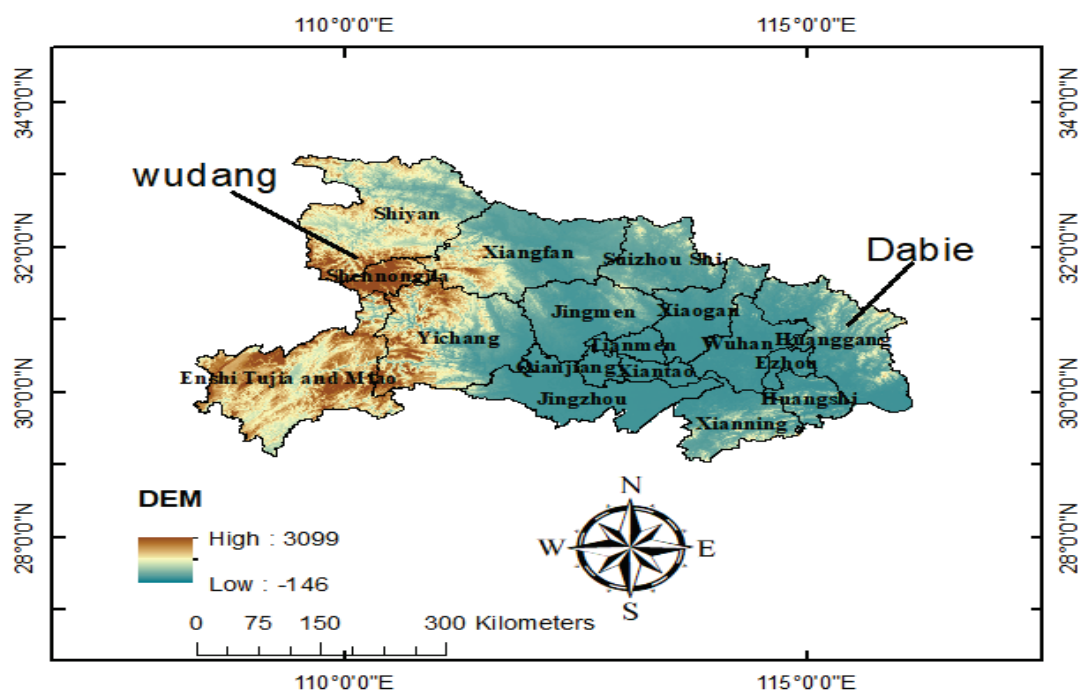 110°0'0"E 115°0'0"E
34°0'0"N 34°0'0"N
wudang
Shiyan
32°0'0"N 32°0'0"N
Xiangfan
Suizhou Shi
Dabie
Shennongjia
Jingmen
Xiaogan
Yichang
Tianmen
Wuhan
Huanggang
Ezhou
Qianjiang
Xiantao
Enshi Tujia and Miao
30°0'0"N 30°0'0"N
Jingzhou
Huangshi
Xianning
DEM
High : 3099
Low : -146
N
W E
S
28°0'0"N 28°0'0"N
0 75 150 300 Kilometers
110°0'0"E 115°0'0"E